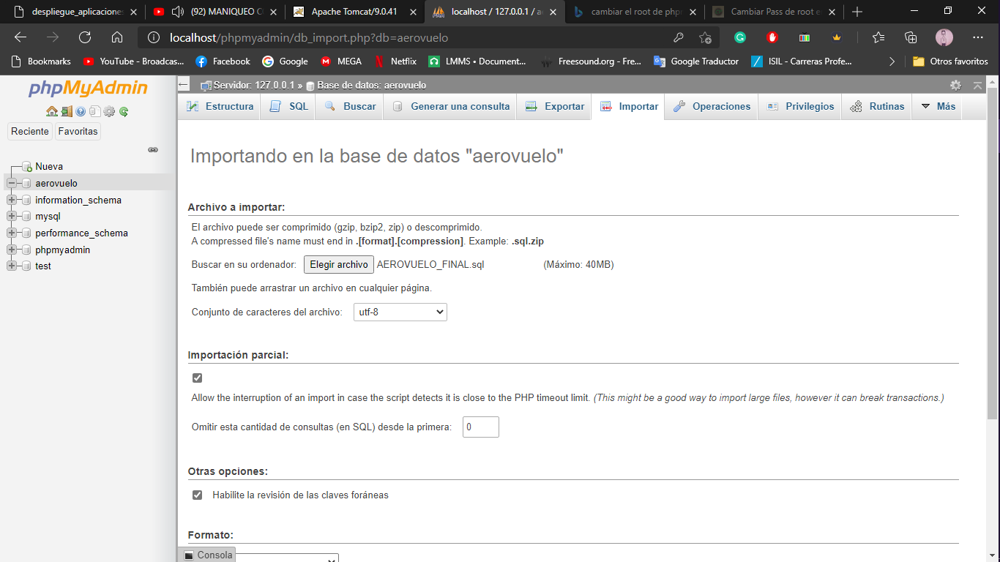 despliegue_aplicaciones
(92) MANIQUEO C
Apache Tomcat/9.0.41
localhost / 127.0.0.1 / a
cambiar el root de php
Cambiar Pass de root e
localhost/phpmyadmin/db_import.php?db=aerovuelo
Bookmarks
YouTube - Broadcas...
Facebook
Google
MEGA
Netflix
LMMS • Document...
Freesound.org - Fre...
Google Traductor
ISIL - Carreras Profe...
Otros favoritos
phpMyAdmin
Reciente
Favoritas
Nueva
aerovuelo
information_schema
mysql
performance_schema
phpmyadmin
test
Servidor: 127.0.0.1 » Base de datos: aerovuelo
Estructura
SQL
Buscar
Generar una consulta
Exportar
Importar
Operaciones
Privilegios
Rutinas
Más
Importando en la base de datos "aerovuelo"
Archivo a importar:
El archivo puede ser comprimido (gzip, bzip2, zip) o descomprimido.
A compressed file's name must end in .[format].[compression]. Example: .sql.zip
Buscar en su ordenador: Elegir archivo AEROVUELO_FINAL.sql (Máximo: 40MB)
También puede arrastrar un archivo en cualquier página.
Conjunto de caracteres del archivo: utf-8
Importación parcial:
Allow the interruption of an import in case the script detects it is close to the PHP timeout limit. (This might be a good way to import large files, however it can break transactions.)
Omitir esta cantidad de consultas (en SQL) desde la primera: 0
Otras opciones:
Habilite la revisión de las claves foráneas
Formato:
Consola